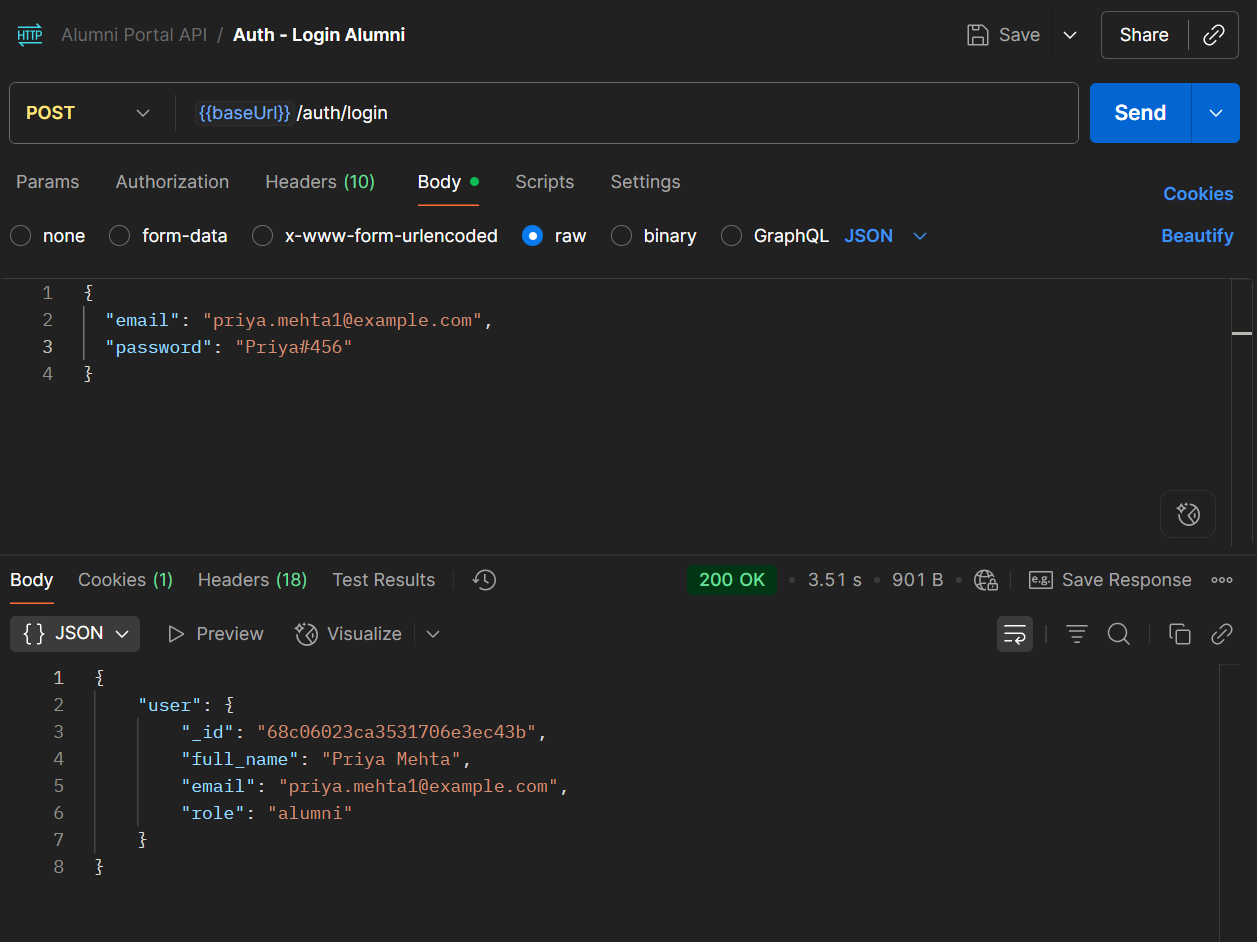 HTTP Alumni Portal API / Auth - Login Alumni Save Share
POST {{baseUrl}} /auth/login Send
Params Authorization Headers (10) Body Scripts Settings Cookies
none form-data x-www-form-urlencoded raw binary GraphQL JSON Beautify
1 {
2 "email": "priya.mehta1@example.com",
3 "password": "Priya#456"
4 }
Body Cookies (1) Headers (18) Test Results 200 OK • 3.51 s • 901 B • e.g. Save Response
{} JSON Preview Visualize
1 {
2 "user": {
3 "_id": "68c06023ca3531706e3ec43b",
4 "full_name": "Priya Mehta",
5 "email": "priya.mehta1@example.com",
6 "role": "alumni"
7 }
8 }